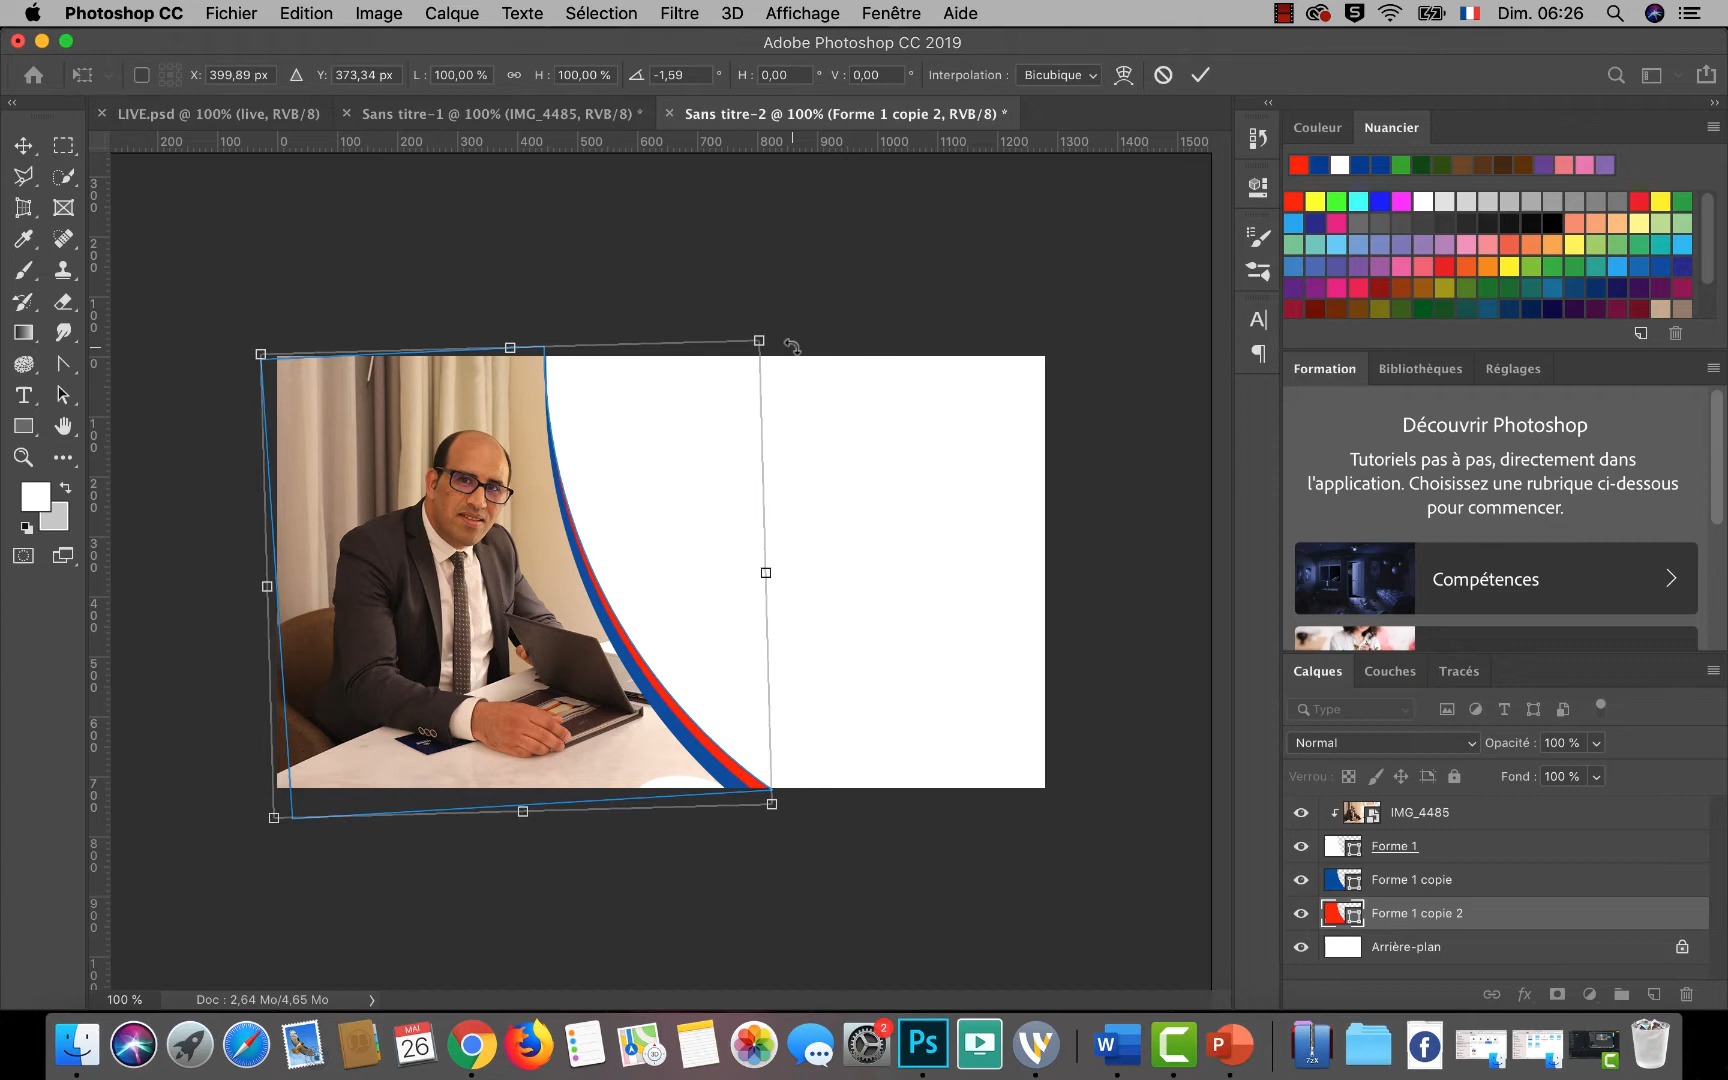 Photoshop CC Fichier Edition Image Calque Texte Sélection Filtre 3D Affichage Fenêtre Aide Dim. 06:26
Adobe Photoshop CC 2019
X: 399,89 px Y: 373,34 px L: 100,00 % H: 100,00 % -1,59 ° H: 0,00 ° V: 0,00 ° Interpolation : Bicubique
LIVE.psd @ 100% (live, RVB/8) Sans titre-1 @ 100% (IMG_4485, RVB/8) * Sans titre-2 @ 100% (Forme 1 copie 2, RVB/8) *
200 100 0 100 200 300 400 500 600 700 800 900 1000 1100 1200 1300 1400 1500
Couleur Nuancier
Formation Bibliothèques Réglages
Découvrir Photoshop
Tutoriels pas à pas, directement dans
l'application. Choisissez une rubrique ci-dessous
pour commencer.
Compétences
Calques Couches Tracés
Type
Normal Opacité : 100 %
Verrou : Fond : 100 %
IMG_4485
Forme 1
Forme 1 copie
Forme 1 copie 2
Arrière-plan
100 % Doc : 2,64 Mo/4,65 Mo
MAI
26
3D
2
Ps
W
C
P
7zX
f